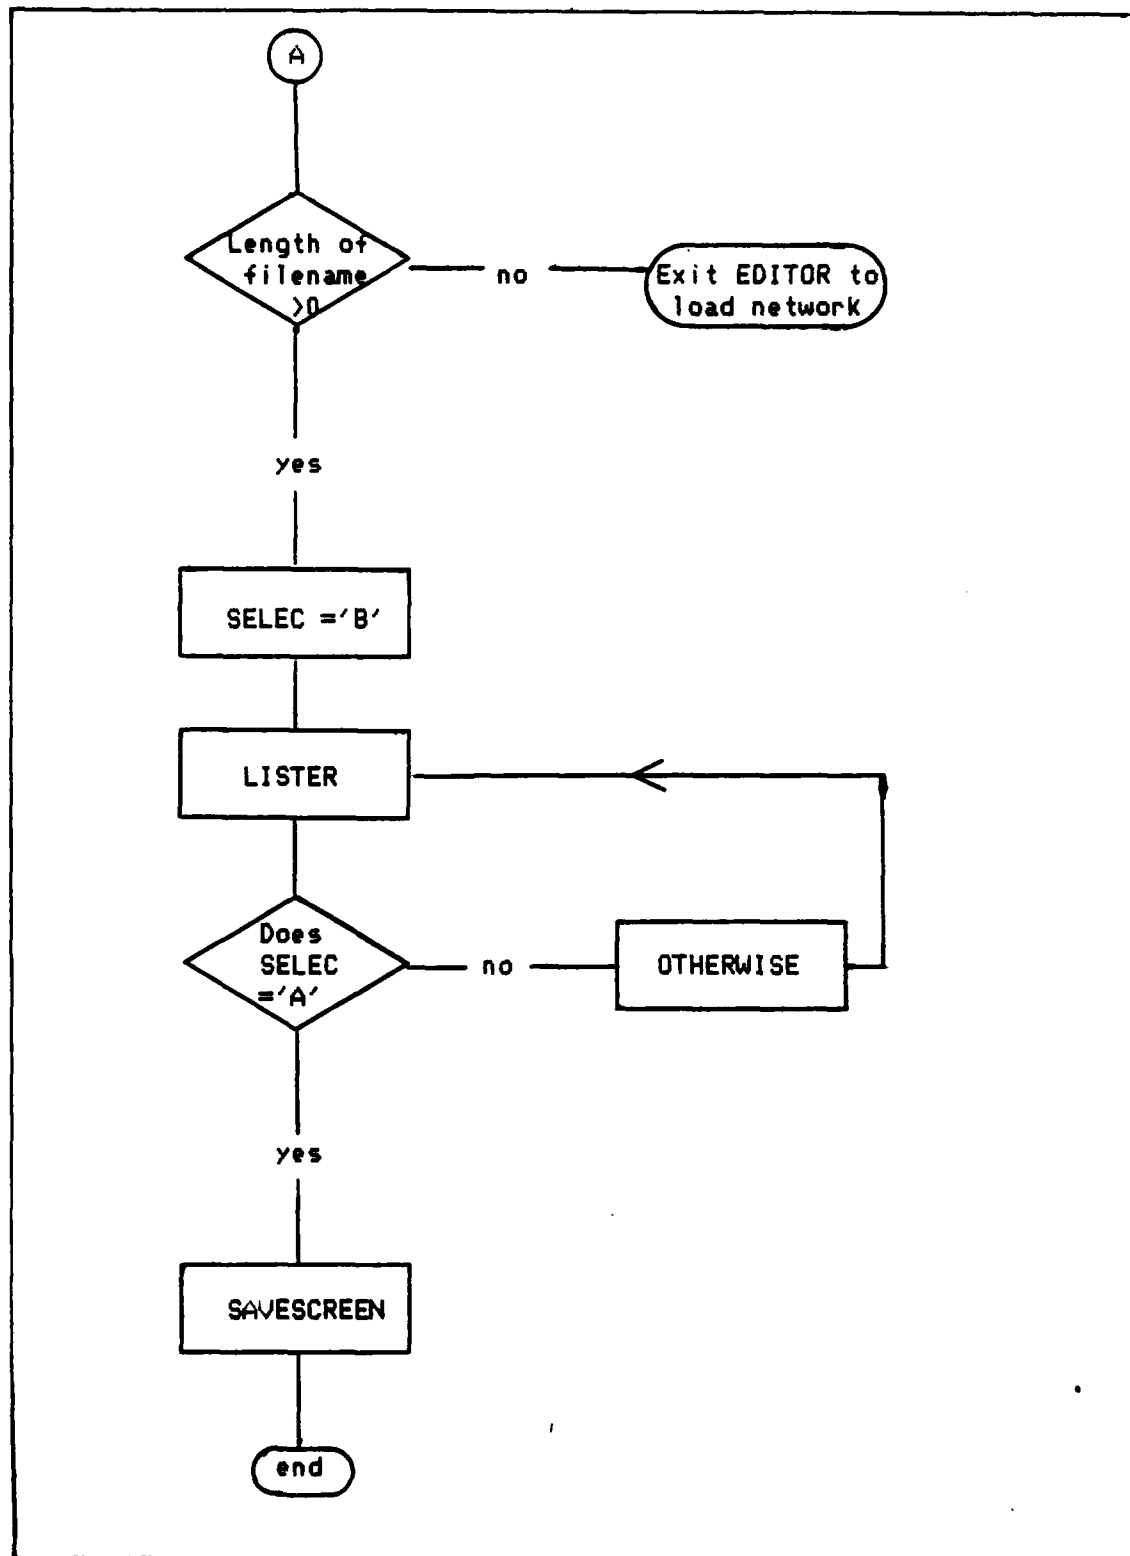 A
Length of
filename
>0
no
Exit EDITOR to
load network
yes
SELEC ='B'
LISTER
Does
SELEC
='A'
no
OTHERWISE
yes
SAVESCREEN
end